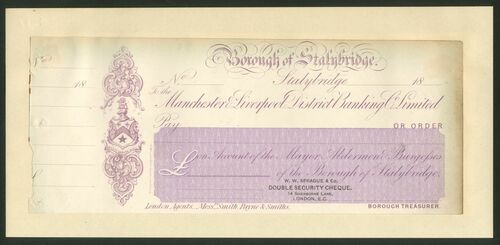 Borough of Stalybridge.
18
No
Stalybridge 18
To the
Manchester & Liverpool District Banking Co. Limited
Pay
OR ORDER
£ on Account of the Mayor Aldermen & Burgesses
of the Borough of Stalybridge.
W. W. SPRAGUE & Co.
DOUBLE SECURITY CHEQUE.
14 SHERBORNE LANE,
LONDON, E.C.
London Agents, Messrs. Smith, Payne & Smiths.
BOROUGH TREASURER.